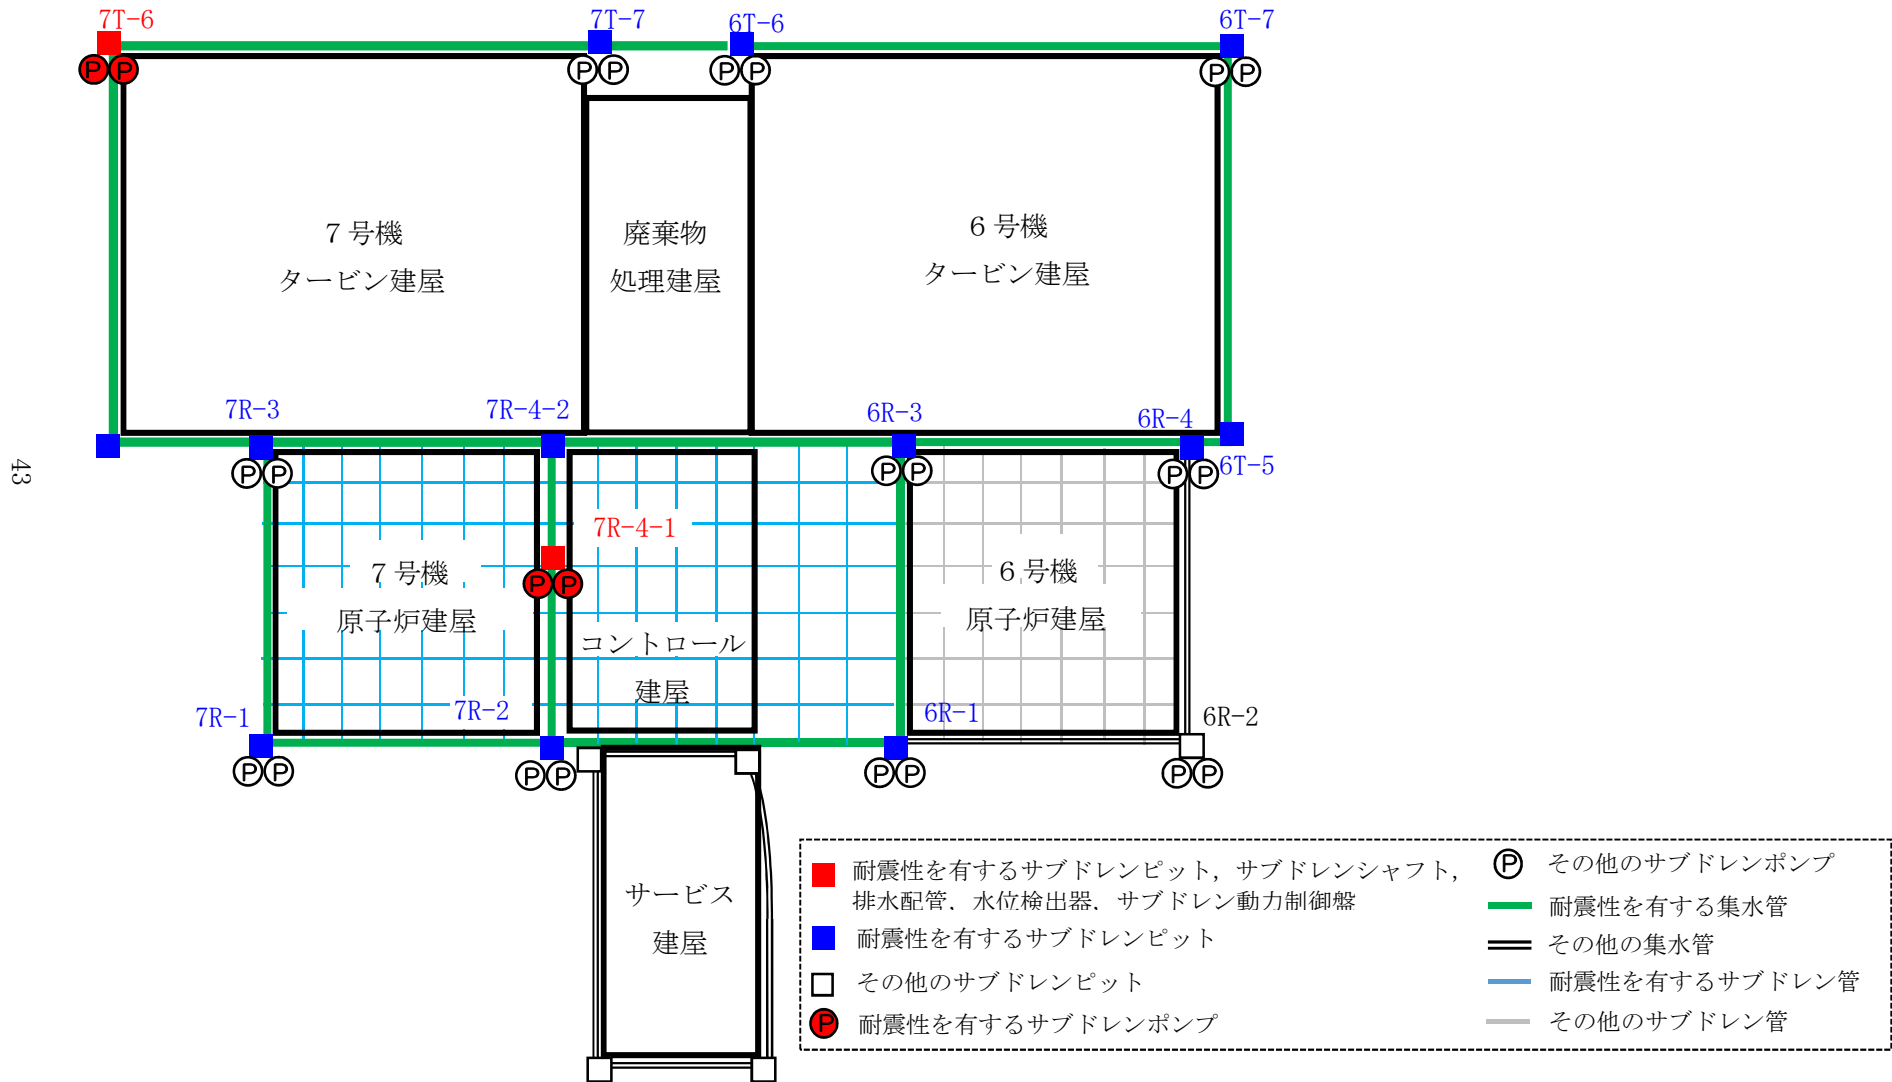 7T-6
7T-7
6T-6
6T-7
P P
P P
P P
P P
7号機
タービン建屋
廃棄物
処理建屋
6号機
タービン建屋
7R-3
7R-4-2
6R-3
6R-4
6T-5
P P
P P
P P
7R-4-1
P P
7号機
原子炉建屋
コントロール
建屋
6号機
原子炉建屋
7R-1
7R-2
6R-1
6R-2
P P
P P
P P
P P
サービス
建屋
43
耐震性を有するサブドレンピット，サブドレンシャフト，
排水配管，水位検出器，サブドレン動力制御盤
耐震性を有するサブドレンピット
その他のサブドレンピット
P 耐震性を有するサブドレンポンプ
P その他のサブドレンポンプ
耐震性を有する集水管
その他の集水管
耐震性を有するサブドレン管
その他のサブドレン管